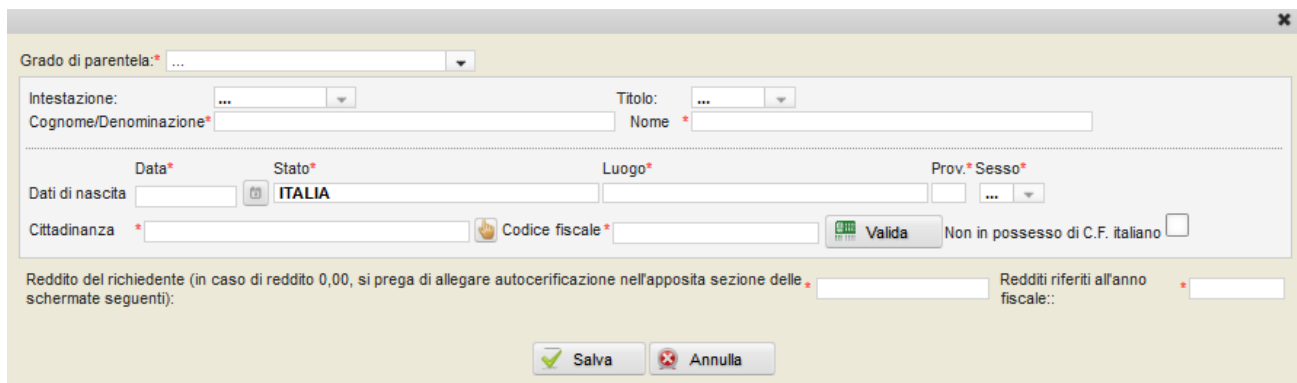 Grado di parentela:* ...
Intestazione: ... Titolo: ...
Cognome/Denominazione* Nome *
Data* Stato* Luogo* Prov.* Sesso*
Dati di nascita ITALIA ...
Cittadinanza * Codice fiscale * Valida Non in possesso di C.F. italiano
Reddito del richiedente (in caso di reddito 0,00, si prega di allegare autocerificazione nell'apposita sezione delle * Redditi riferiti all'anno *
schermate seguenti): fiscale::
Salva Annulla